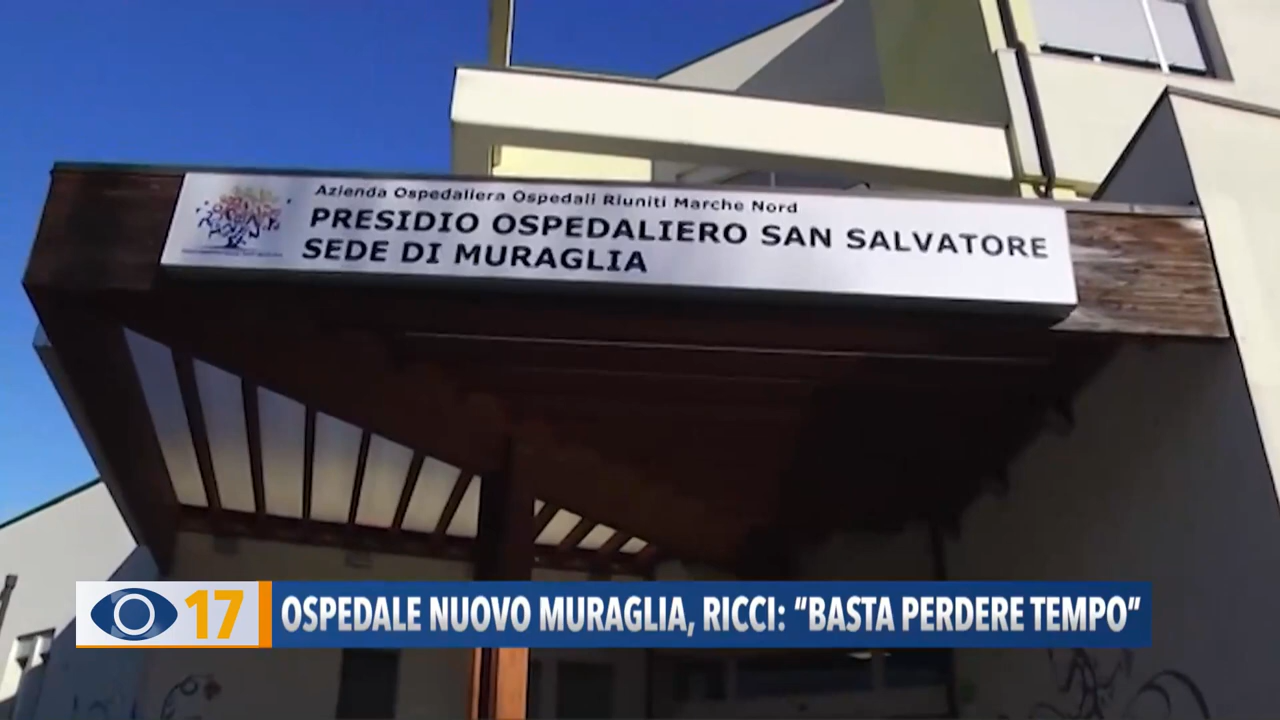 Azienda Ospedaliera Ospedali Riuniti Marche Nord
PRESIDIO OSPEDALIERO SAN SALVATORE
SEDE DI MURAGLIA
17
OSPEDALE NUOVO MURAGLIA, RICCI: “BASTA PERDERE TEMPO”